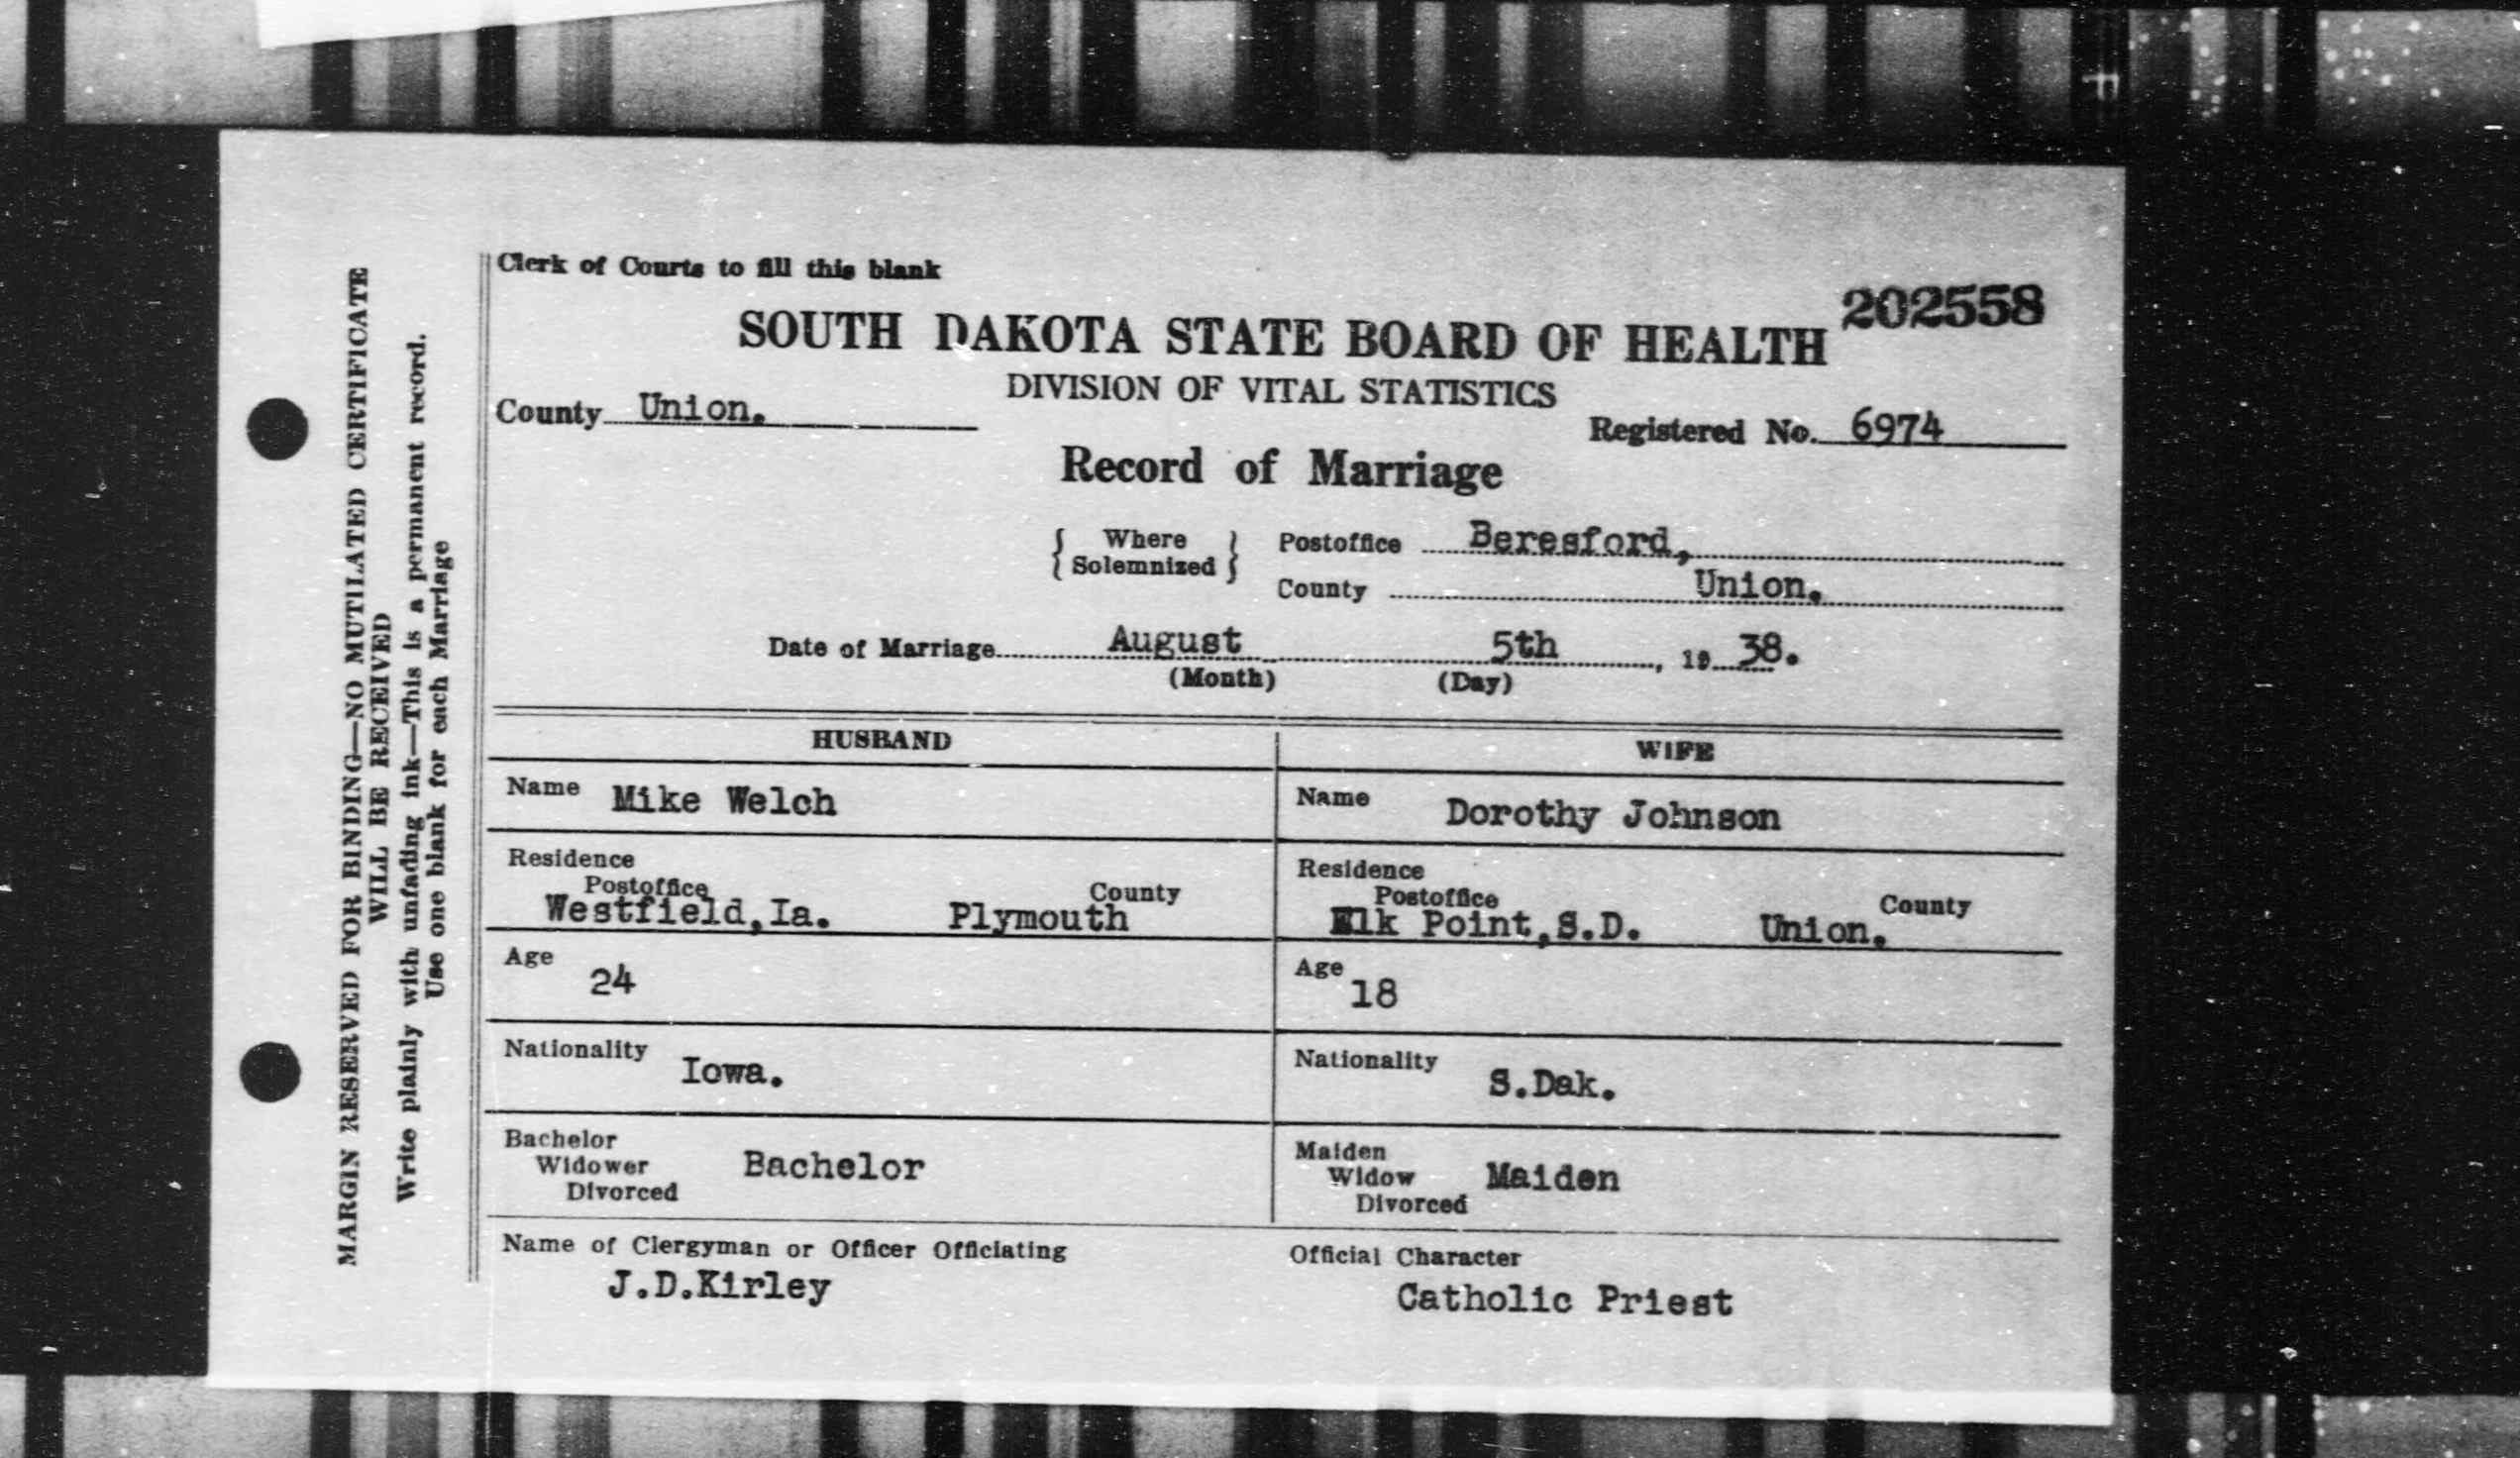 Clerk of Courts to fill this blank
202558
SOUTH DAKOTA STATE BOARD OF HEALTH
DIVISION OF VITAL STATISTICS
County Union.
Registered No. 6974
Record of Marriage
Where Solemnized
Postoffice Beresford,
County Union.
Date of Marriage August 5th, 19 38.
(Month) (Day)
HUSBAND
WIFE
Name Mike Welch
Name Dorothy Johnson
Residence
Postoffice County
Westfield,Ia. Plymouth
Residence
Postoffice County
Elk Point,S.D. Union.
Age 24
Age 18
Nationality Iowa.
Nationality S.Dak.
Bachelor
Widower Bachelor
Divorced
Maiden
Widow Maiden
Divorced
Name of Clergyman or Officer Officiating
J.D.Kirley
Official Character
Catholic Priest
MARGIN RESERVED FOR BINDING—NO MUTILATED CERTIFICATE
WILL BE RECEIVED
Write plainly with unfading ink—This is a permanent record.
Use one blank for each Marriage